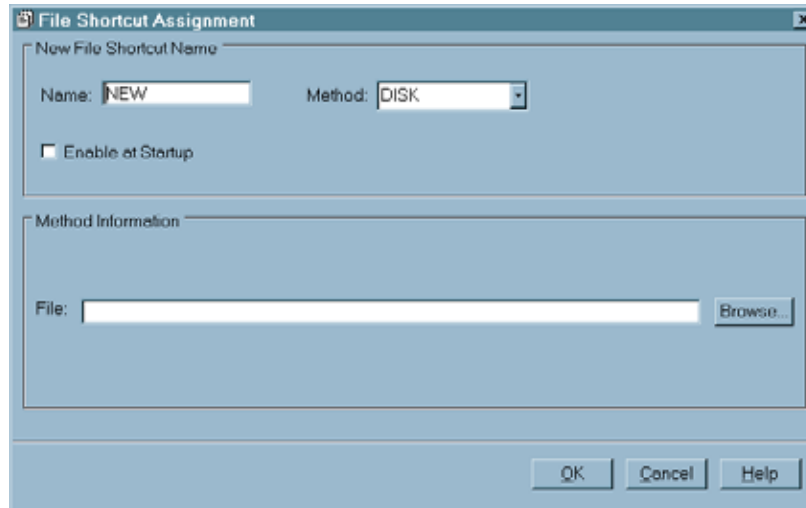 File Shortcut Assignment
New File Shortcut Name
Name: NEW Method: DISK
Enable at Startup
Method Information
File: Browse...
OK Cancel Help